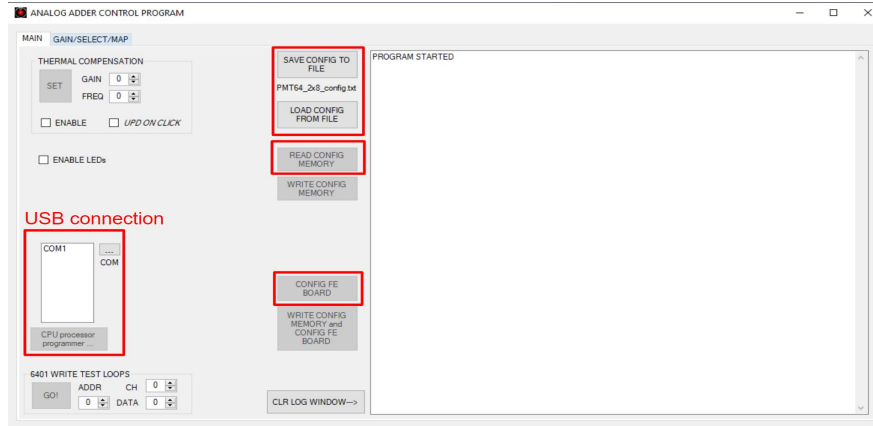 ANALOG ADDER CONTROL PROGRAM
MAIN GAIN/SELECT/MAP
THERMAL COMPENSATION
SET
GAIN 0
FREQ 0
ENABLE
UPD ON CLICK
ENABLE LEDs
USB connection
COM1
...
COM
CPU processor
programmer ...
6401 WRITE TEST LOOPS
GO!
ADDR CH 0
0 DATA 0
SAVE CONFIG TO
FILE
PMT64_2x8_config.txt
LOAD CONFIG
FROM FILE
READ CONFIG
MEMORY
WRITE CONFIG
MEMORY
CONFIG FE
BOARD
WRITE CONFIG
MEMORY and
CONFIG FE
BOARD
CLR LOG WINDOW-->
PROGRAM STARTED